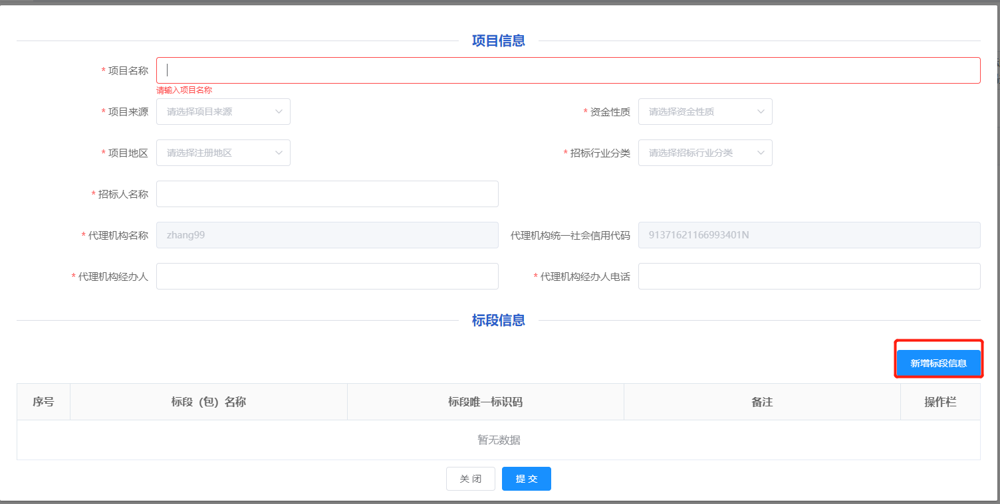 项目信息
* 项目名称
请输入项目名称
* 项目来源 请选择项目来源 * 资金性质 请选择资金性质
* 项目地区 请选择注册地区 * 招标行业分类 请选择招标行业分类
* 招标人名称
* 代理机构名称 zhang99 代理机构统一社会信用代码 91371621166993401N
* 代理机构经办人 * 代理机构经办人电话
标段信息
新增标段信息
序号 标段（包）名称 标段唯一标识码 备注 操作栏
暂无数据
关 闭 提 交